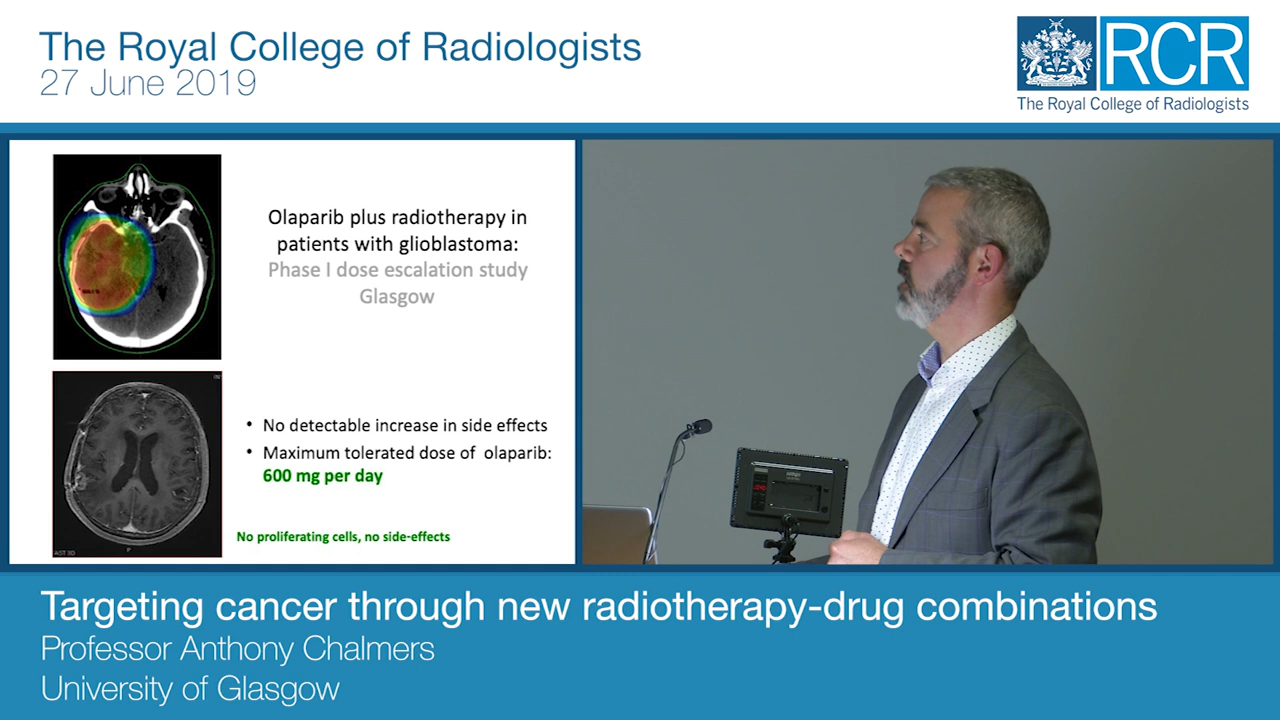 The Royal College of Radiologists
27 June 2019
RCR
The Royal College of Radiologists
Olaparib plus radiotherapy in
patients with glioblastoma:
Phase I dose escalation study
Glasgow
• No detectable increase in side effects
• Maximum tolerated dose of olaparib:
600 mg per day
No proliferating cells, no side-effects
AST 3D
P
Targeting cancer through new radiotherapy-drug combinations
Professor Anthony Chalmers
University of Glasgow